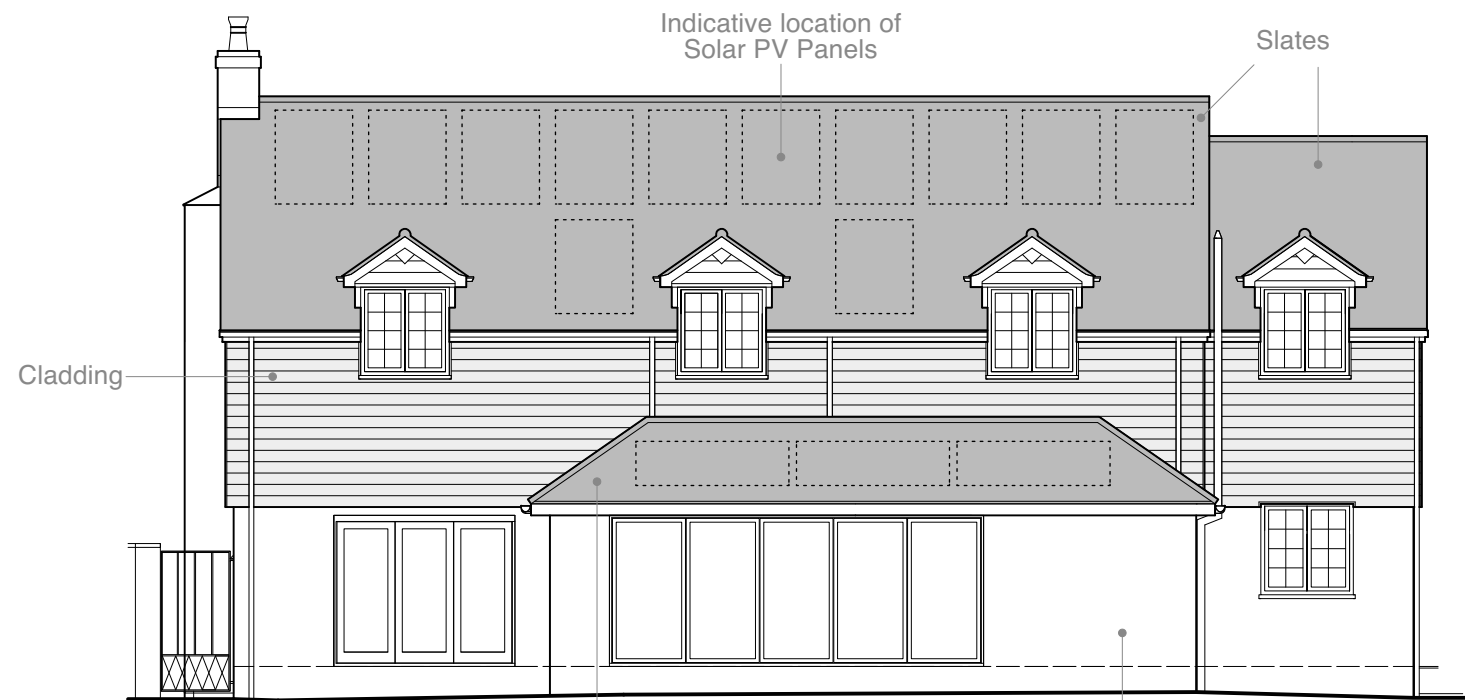 Indicative location of
Solar PV Panels
Slates
Cladding